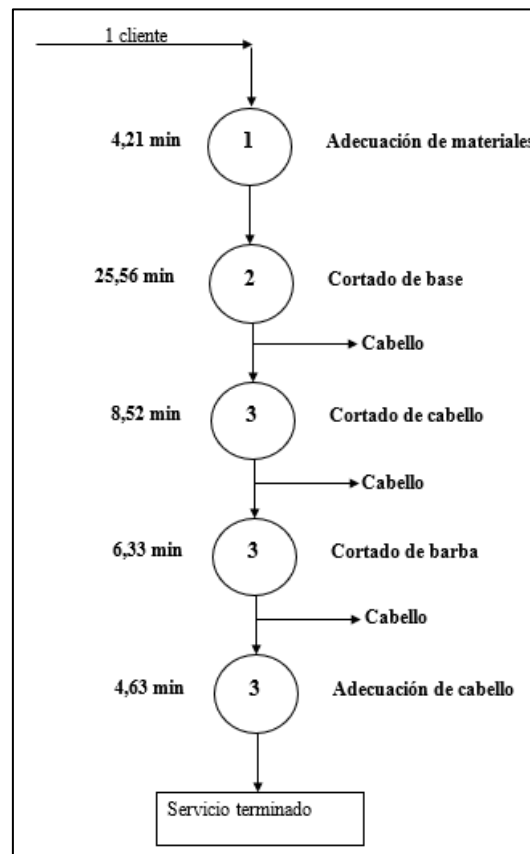 1 cliente
4,21 min 1 Adecuación de materiales
25,56 min 2 Cortado de base
Cabello
8,52 min 3 Cortado de cabello
Cabello
6,33 min 3 Cortado de barba
Cabello
4,63 min 3 Adecuación de cabello
Servicio terminado